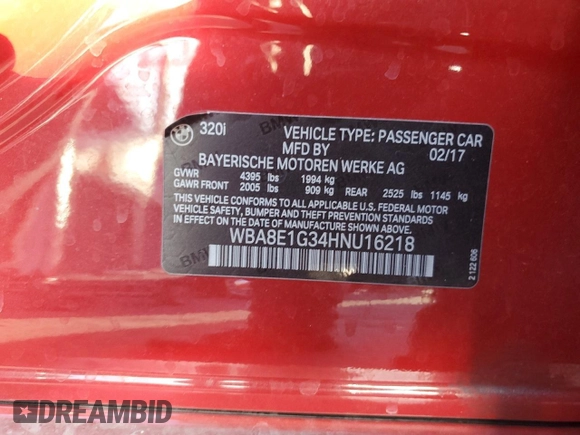 320i VEHICLE TYPE: PASSENGER CAR
MFD BY 02/17
BAYERISCHE MOTOREN WERKE AG
GVWR 4395 lbs 1994 kg
GAWR FRONT 2005 lbs 909 kg REAR 2525 lbs 1145 kg
THIS VEHICLE CONFORMS TO ALL APPLICABLE U.S. FEDERAL MOTOR
VEHICLE SAFETY, BUMPER AND THEFT PREVENTION STANDARDS IN
EFFECT ON THE DATE OF MANUFACTURE SHOWN ABOVE.
WBA8E1G34HNU16218
2 122 606
DREAMBID